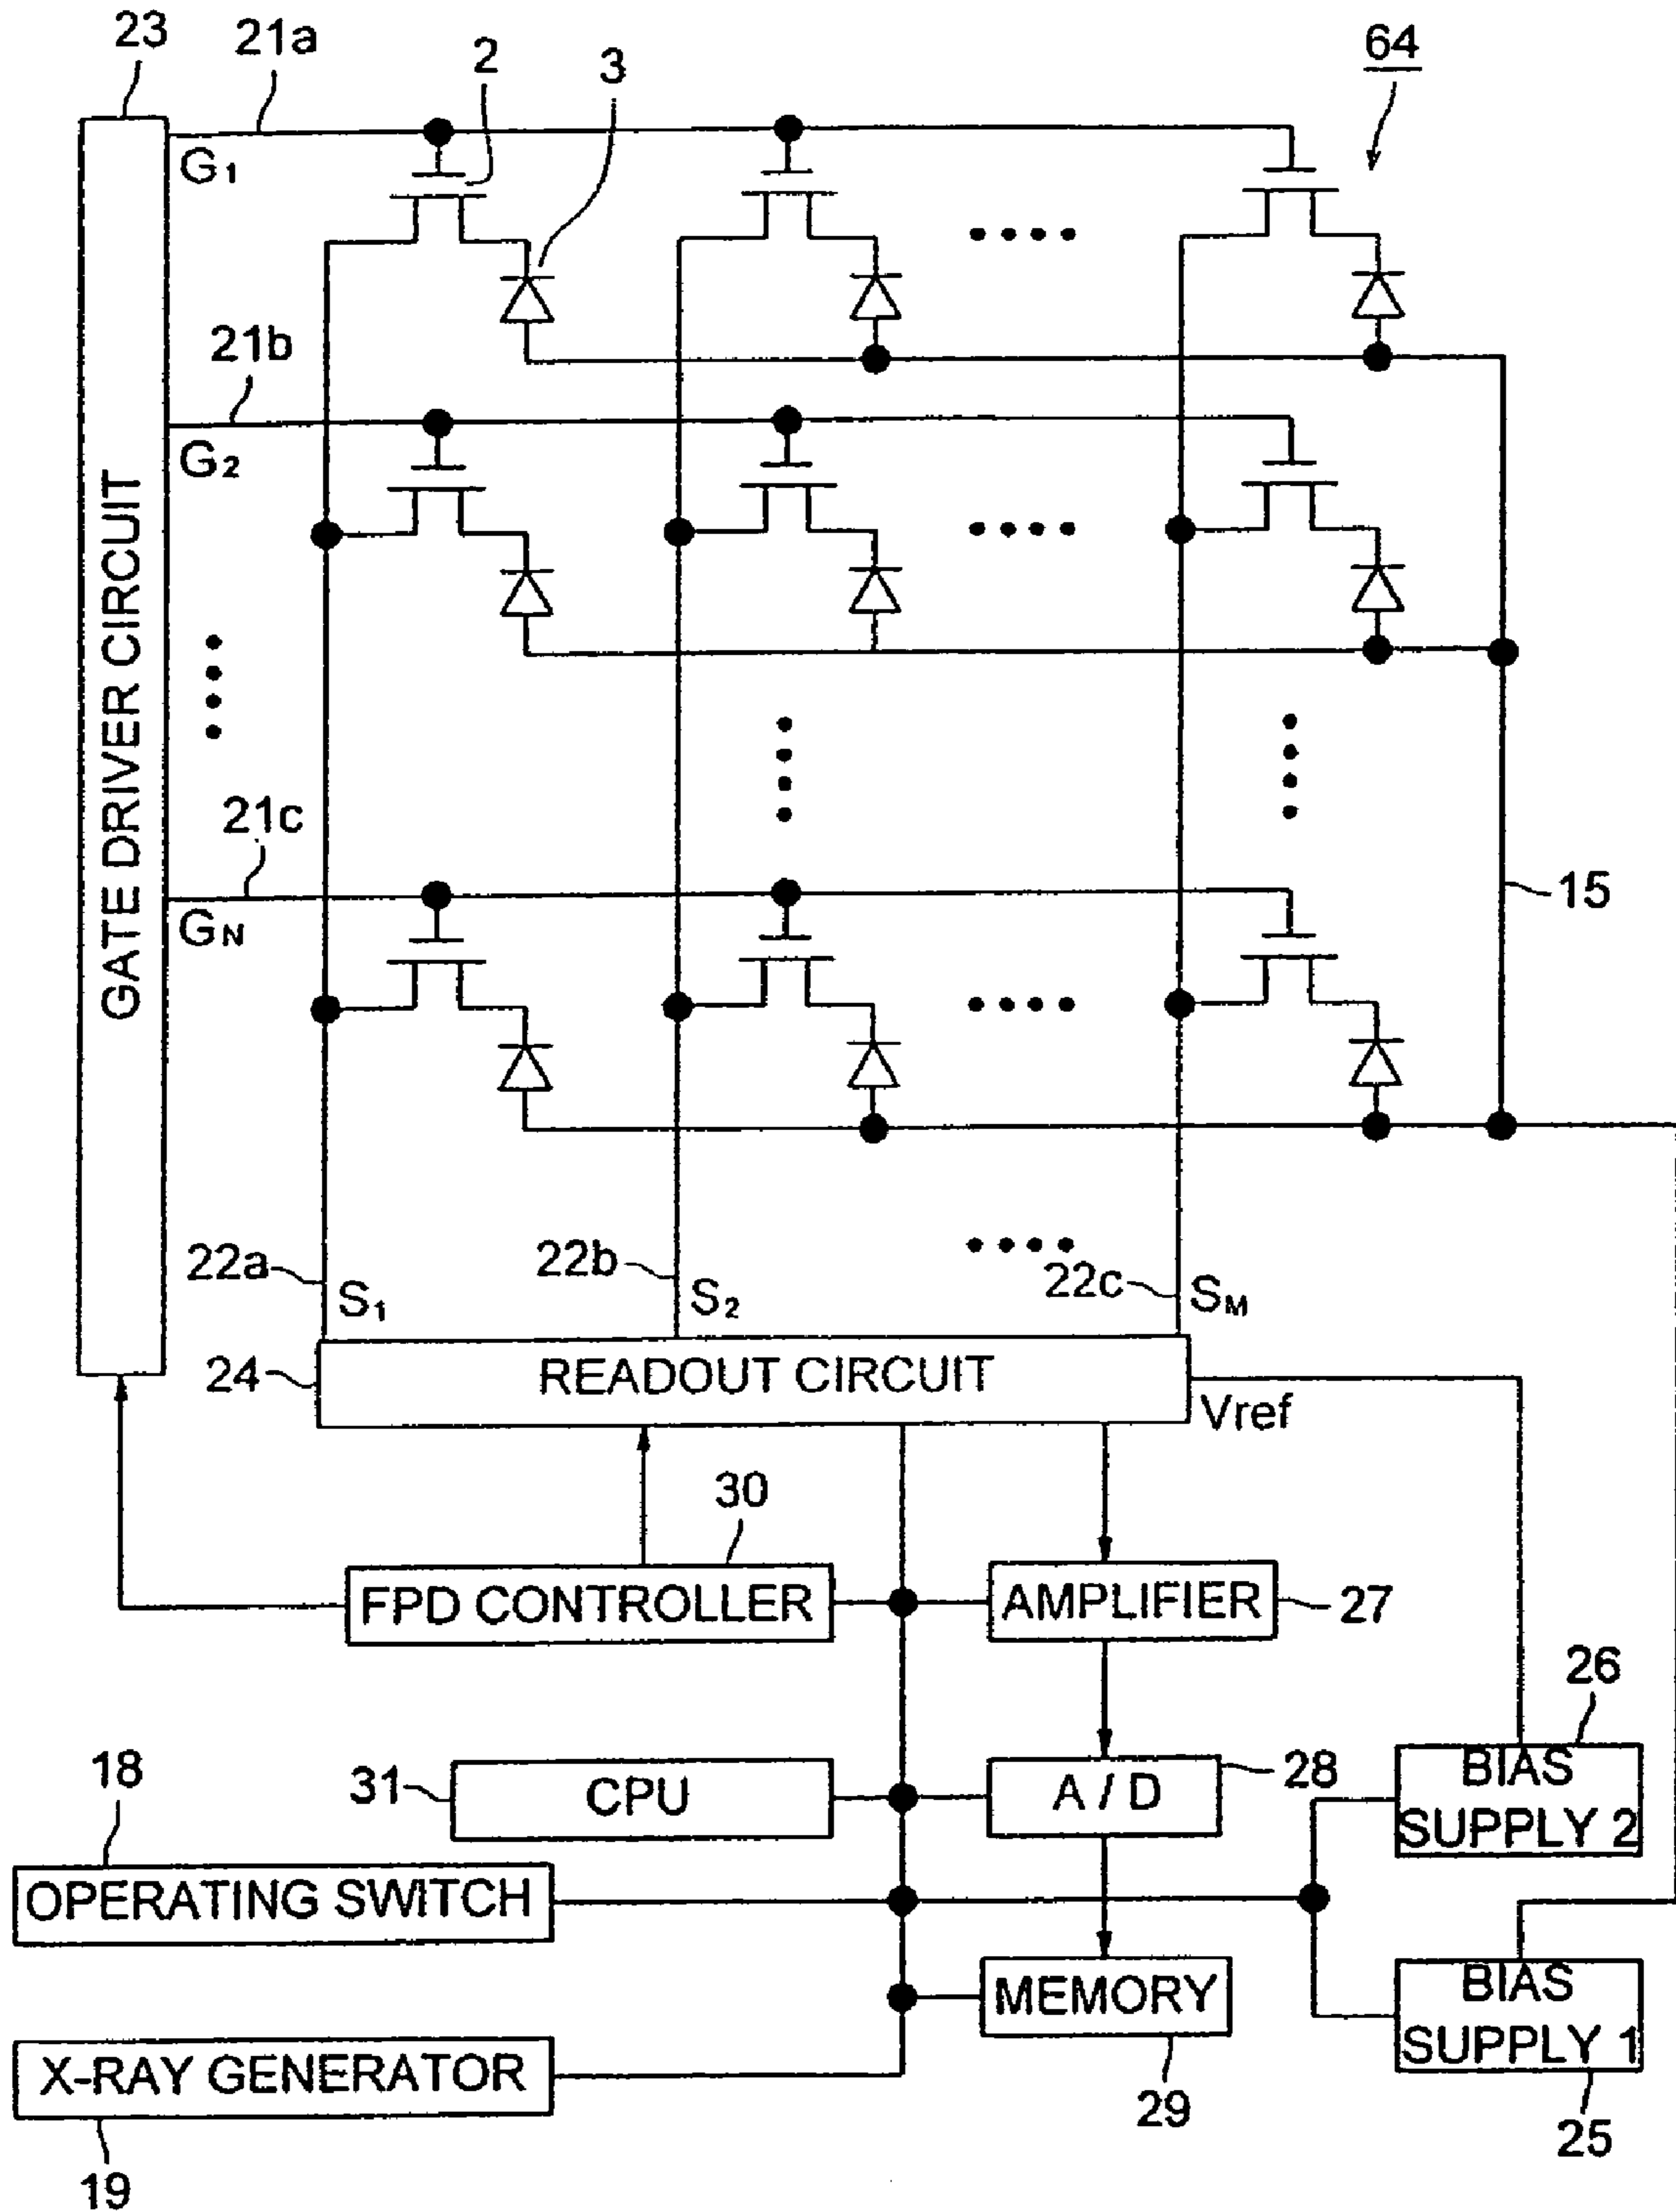 23
21a
2
3
64
G1
21b
G2
GATE DRIVER CIRCUIT
21c
GN
15
22a
S1
22b
S2
22c
SM
24
READOUT CIRCUIT
Vref
30
FPD CONTROLLER
AMPLIFIER
27
26
18
31
CPU
A / D
28
BIAS
SUPPLY 2
OPERATING SWITCH
MEMORY
BIAS
SUPPLY 1
X-RAY GENERATOR
29
25
19